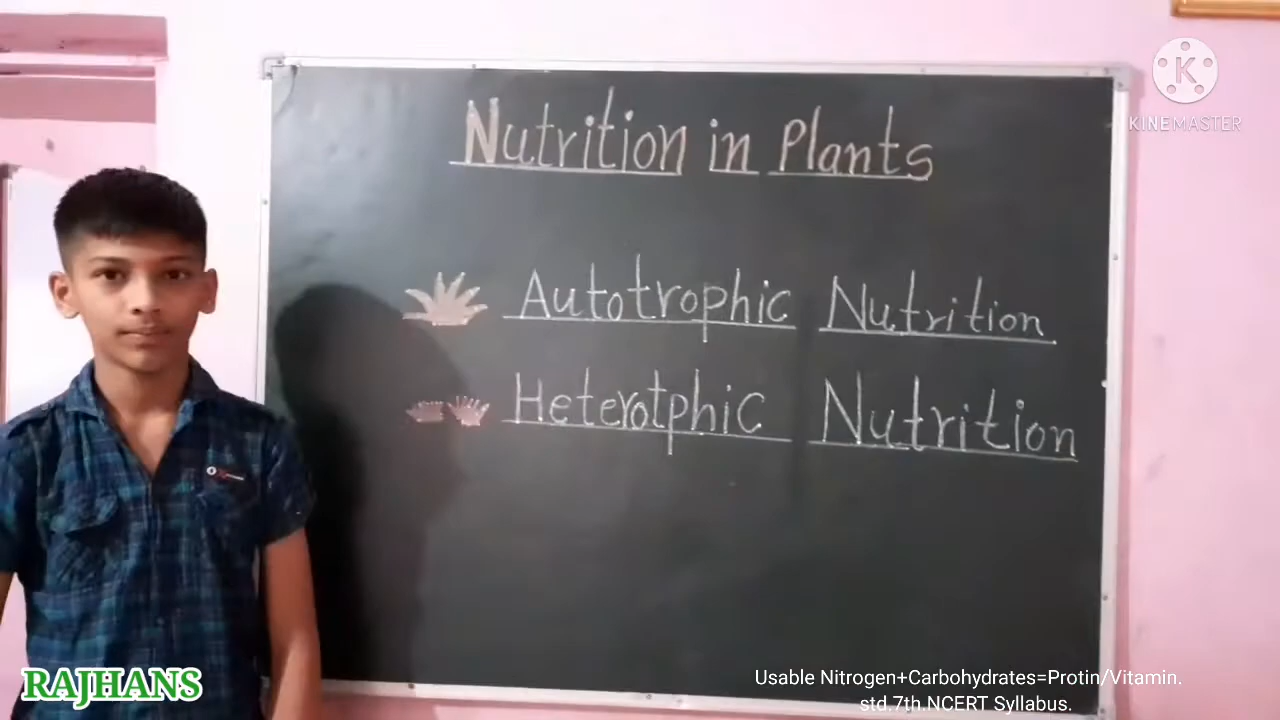 Nutrition in Plants
Autotrophic Nutrition
Heterotphic Nutrition
K
KINEMASTER
RAJHANS
Usable Nitrogen+Carbohydrates=Protin/Vitamin.
std.7th.NCERT Syllabus.